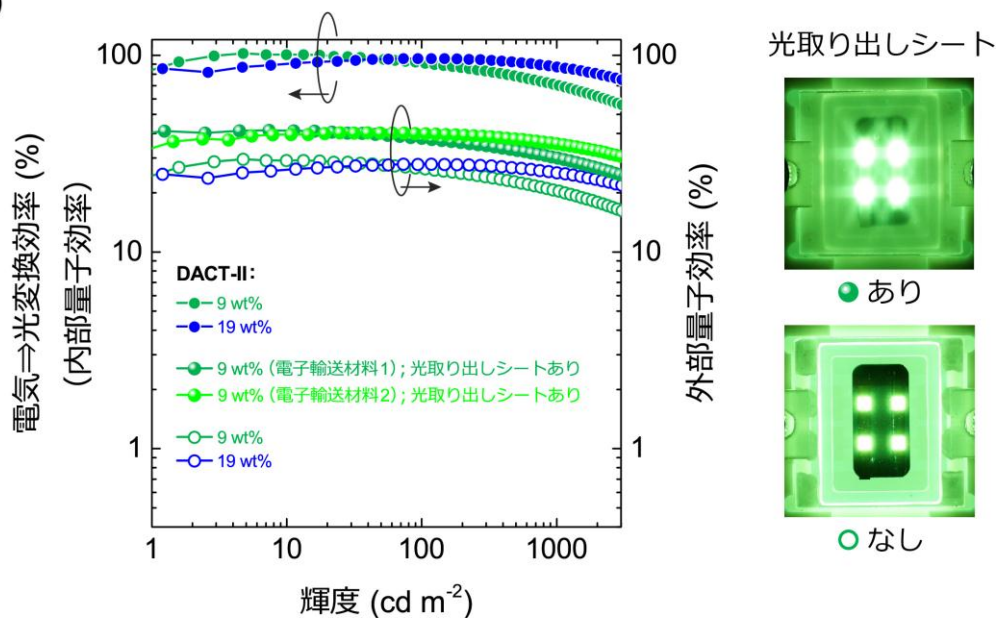 100
10
1
100
10
1
1
10
100
1000
電気⇒光変換効率 (%)
(内部量子効率)
外部量子効率 (%)
輝度 (cd m⁻²)
DACT-II:
9 wt%
19 wt%
9 wt% (電子輸送材料1) ; 光取り出しシートあり
9 wt% (電子輸送材料2) ; 光取り出しシートあり
9 wt%
19 wt%
光取り出しシート
あり
なし